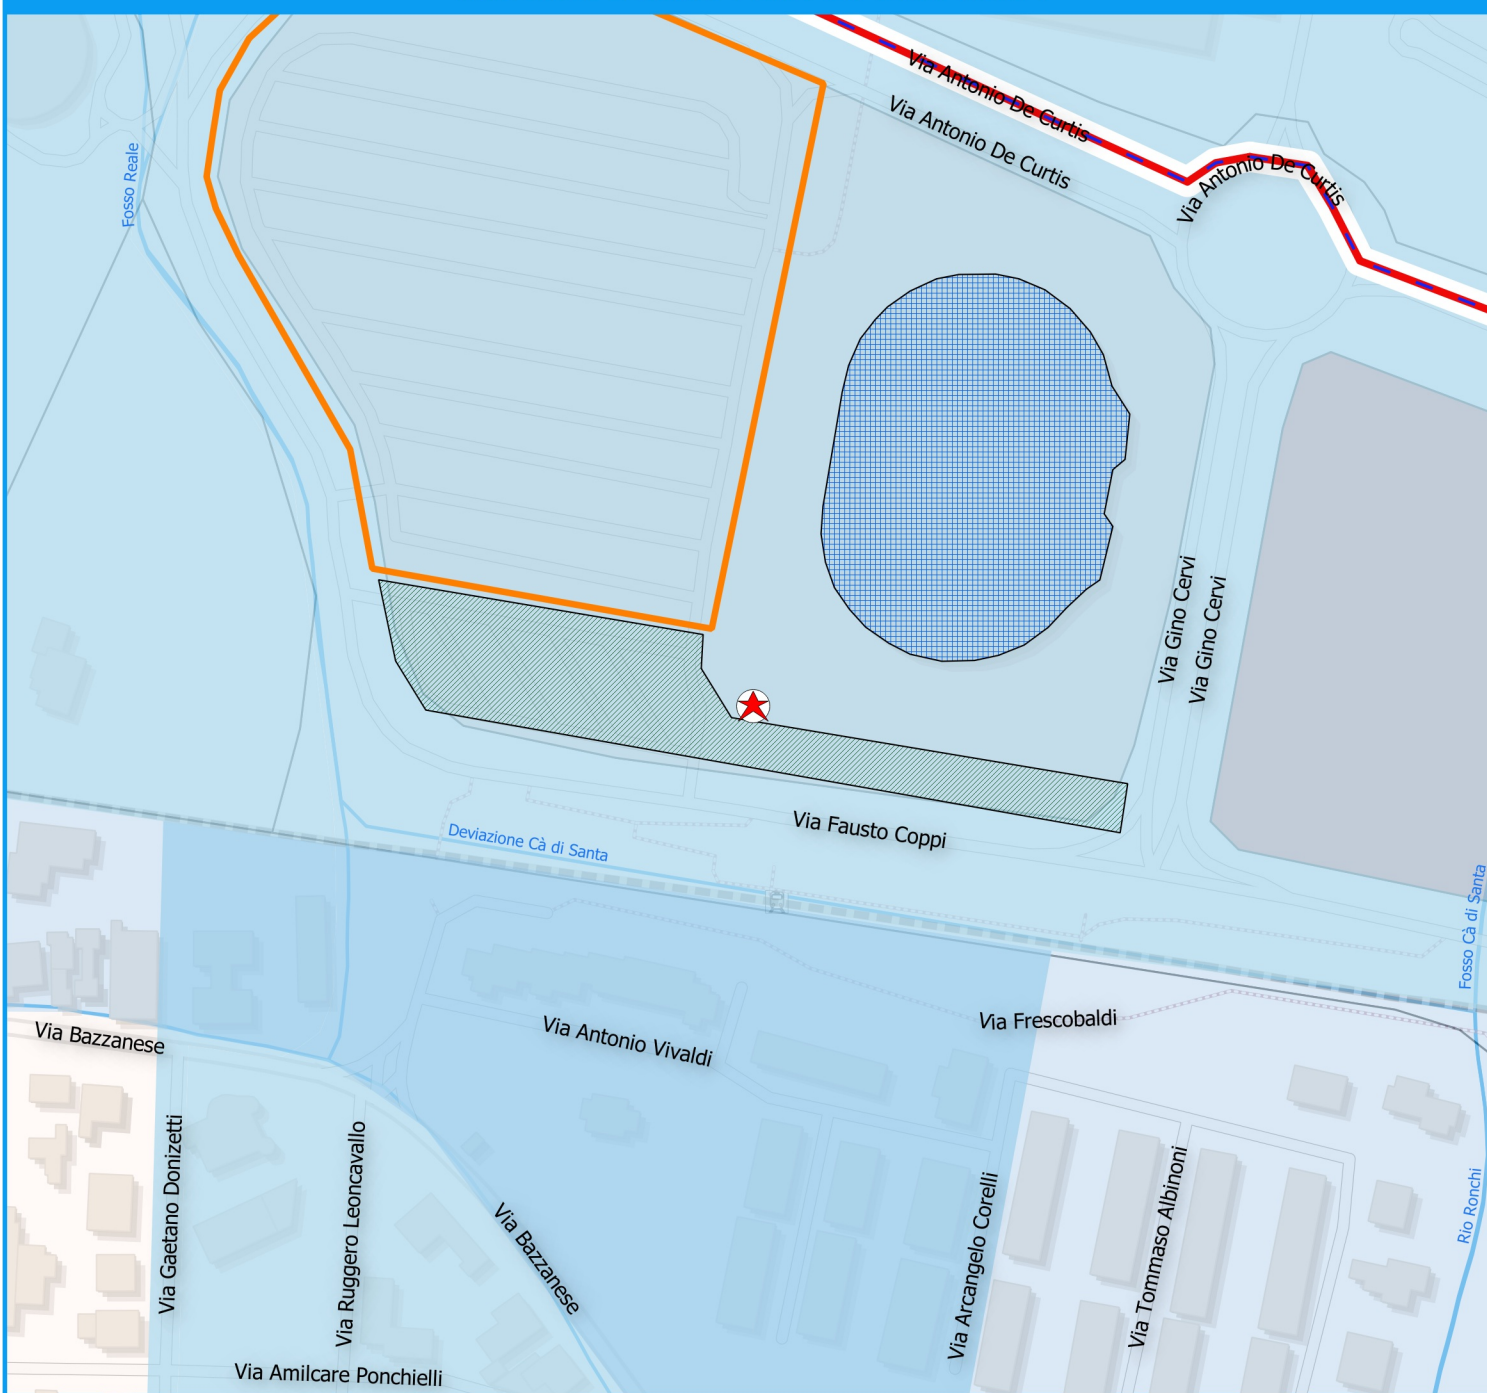 Via Antonio De Curtis
Via Antonio De Curtis
Via Antonio De Curtis
Fosso Reale
Via Gino Cervi
Via Gino Cervi
Via Fausto Coppi
Deviazione Cà di Santa
Fosso Cà di Santa
Via Frescobaldi
Via Antonio Vivaldi
Via Bazzanese
Via Gaetano Donizetti
Via Ruggero Leoncavallo
Via Bazzanese
Via Arcangelo Corelli
Via Tommaso Albinoni
Rio Ronchi
Via Amilcare Ponchielli